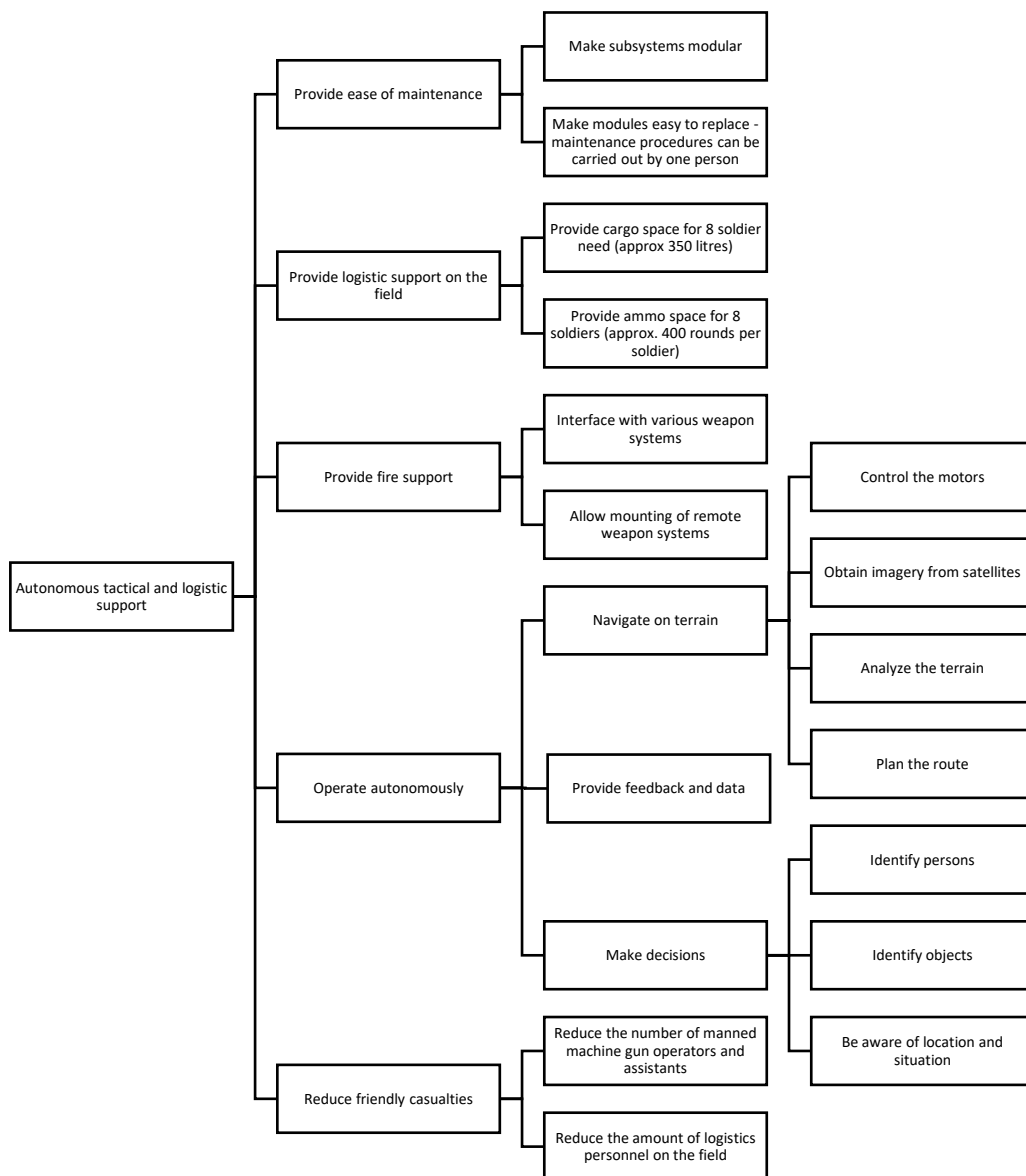 Make subsystems modular
Provide ease of maintenance
Make modules easy to replace -
maintenance procedures can be
carried out by one person
Provide cargo space for 8 soldier
need (approx 350 litres)
Provide logistic support on the
field
Provide ammo space for 8
soldiers (approx. 400 rounds per
soldier)
Interface with various weapon
systems
Provide fire support
Allow mounting of remote
weapon systems
Control the motors
Obtain imagery from satellites
Autonomous tactical and logistic
support
Navigate on terrain
Analyze the terrain
Plan the route
Operate autonomously
Provide feedback and data
Identify persons
Make decisions
Identify objects
Be aware of location and
situation
Reduce the number of manned
machine gun operators and
assistants
Reduce friendly casualties
Reduce the amount of logistics
personnel on the field